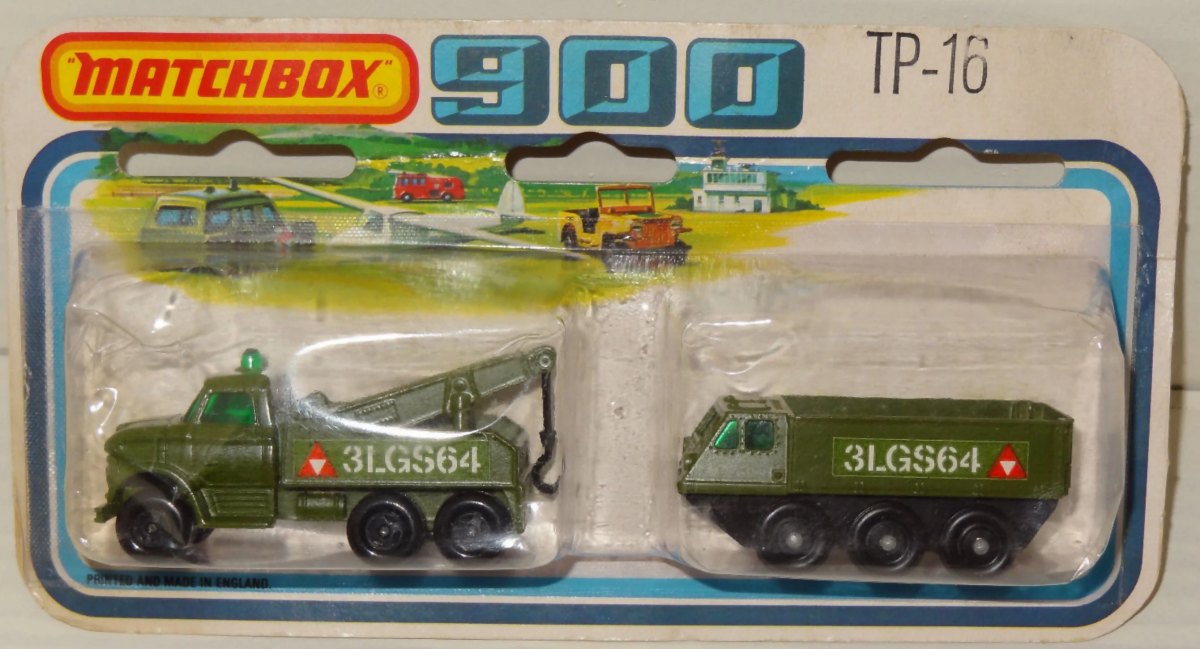 "MATCHBOX"®
900
TP-16
3LGS64
3LGS64
PRINTED AND MADE IN ENGLAND.